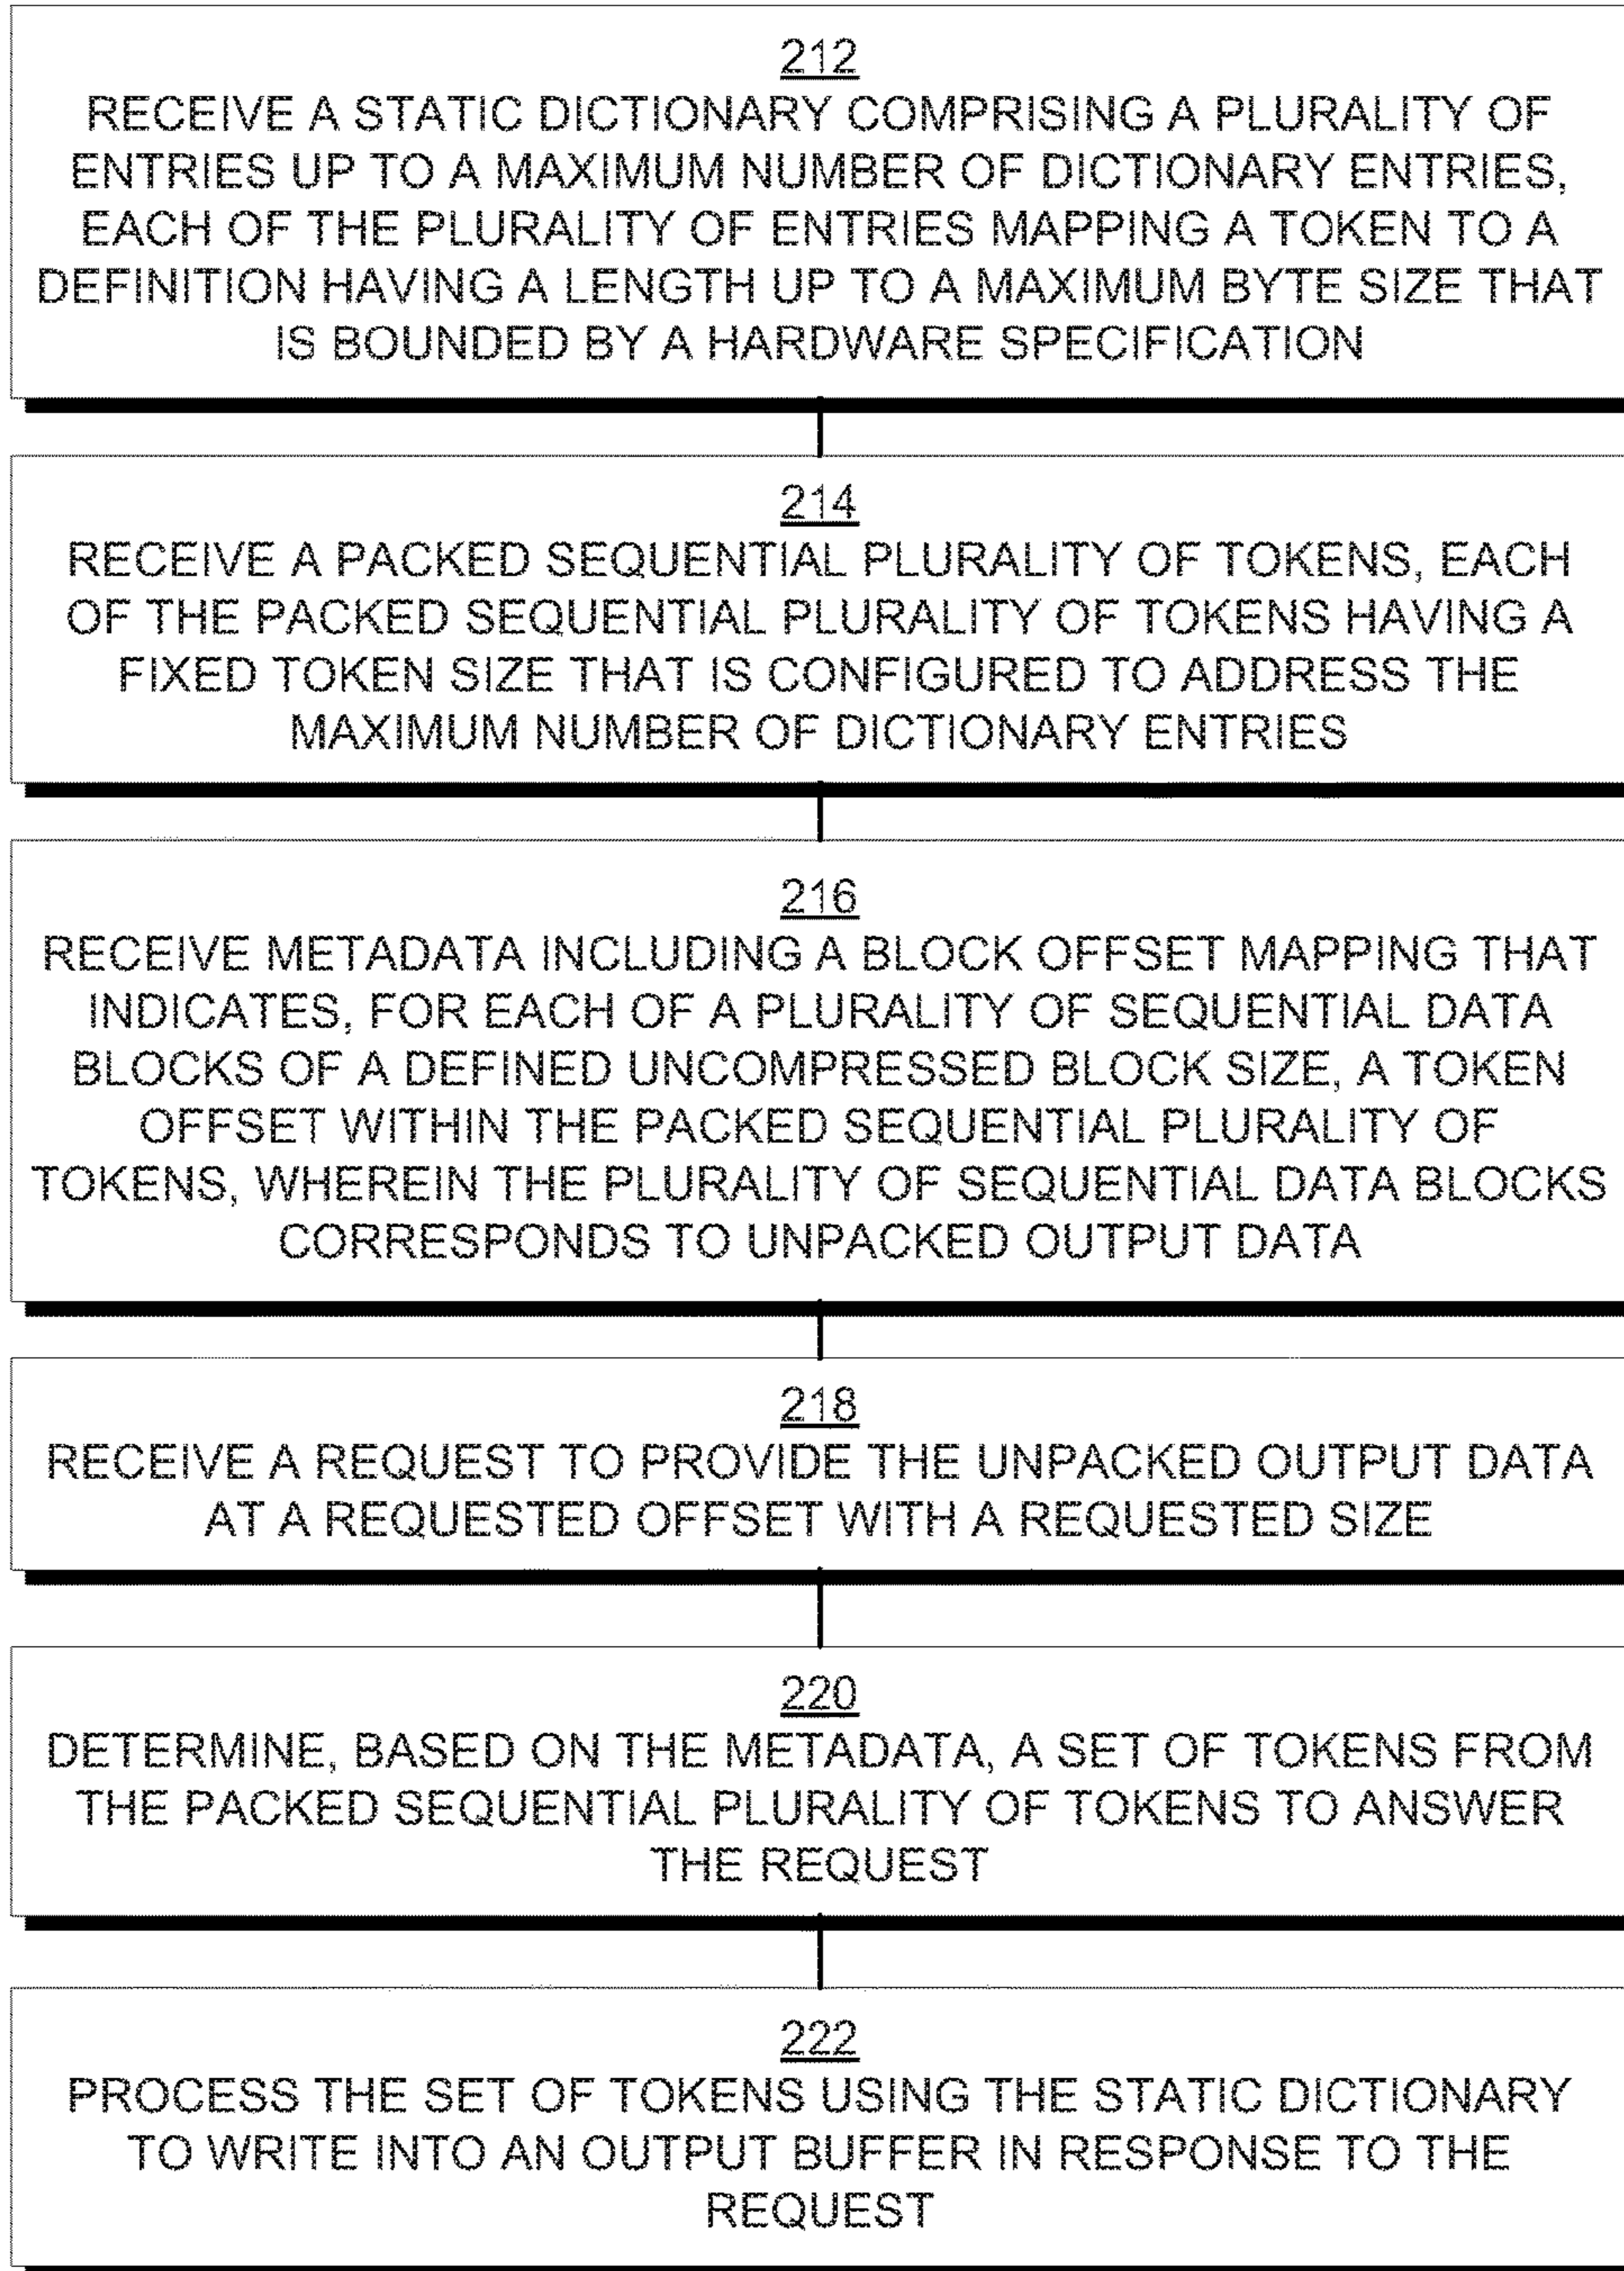 212
RECEIVE A STATIC DICTIONARY COMPRISING A PLURALITY OF
ENTRIES UP TO A MAXIMUM NUMBER OF DICTIONARY ENTRIES,
EACH OF THE PLURALITY OF ENTRIES MAPPING A TOKEN TO A
DEFINITION HAVING A LENGTH UP TO A MAXIMUM BYTE SIZE THAT
IS BOUNDED BY A HARDWARE SPECIFICATION
214
RECEIVE A PACKED SEQUENTIAL PLURALITY OF TOKENS, EACH
OF THE PACKED SEQUENTIAL PLURALITY OF TOKENS HAVING A
FIXED TOKEN SIZE THAT IS CONFIGURED TO ADDRESS THE
MAXIMUM NUMBER OF DICTIONARY ENTRIES
216
RECEIVE METADATA INCLUDING A BLOCK OFFSET MAPPING THAT
INDICATES, FOR EACH OF A PLURALITY OF SEQUENTIAL DATA
BLOCKS OF A DEFINED UNCOMPRESSED BLOCK SIZE, A TOKEN
OFFSET WITHIN THE PACKED SEQUENTIAL PLURALITY OF
TOKENS, WHEREIN THE PLURALITY OF SEQUENTIAL DATA BLOCKS
CORRESPONDS TO UNPACKED OUTPUT DATA
218
RECEIVE A REQUEST TO PROVIDE THE UNPACKED OUTPUT DATA
AT A REQUESTED OFFSET WITH A REQUESTED SIZE
220
DETERMINE, BASED ON THE METADATA, A SET OF TOKENS FROM
THE PACKED SEQUENTIAL PLURALITY OF TOKENS TO ANSWER
THE REQUEST
222
PROCESS THE SET OF TOKENS USING THE STATIC DICTIONARY
TO WRITE INTO AN OUTPUT BUFFER IN RESPONSE TO THE
REQUEST